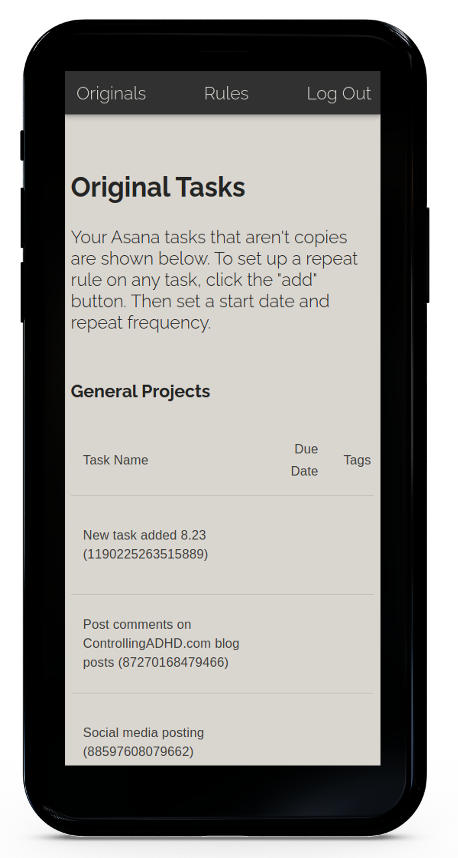 Originals Rules Log Out
Original Tasks
Your Asana tasks that aren't copies
are shown below. To set up a repeat
rule on any task, click the "add"
button. Then set a start date and
repeat frequency.
General Projects
Task Name Due Date Tags
New task added 8.23
(1190225263515889)
Post comments on
ControllingADHD.com blog
posts (87270168479466)
Social media posting
(88597608079662)